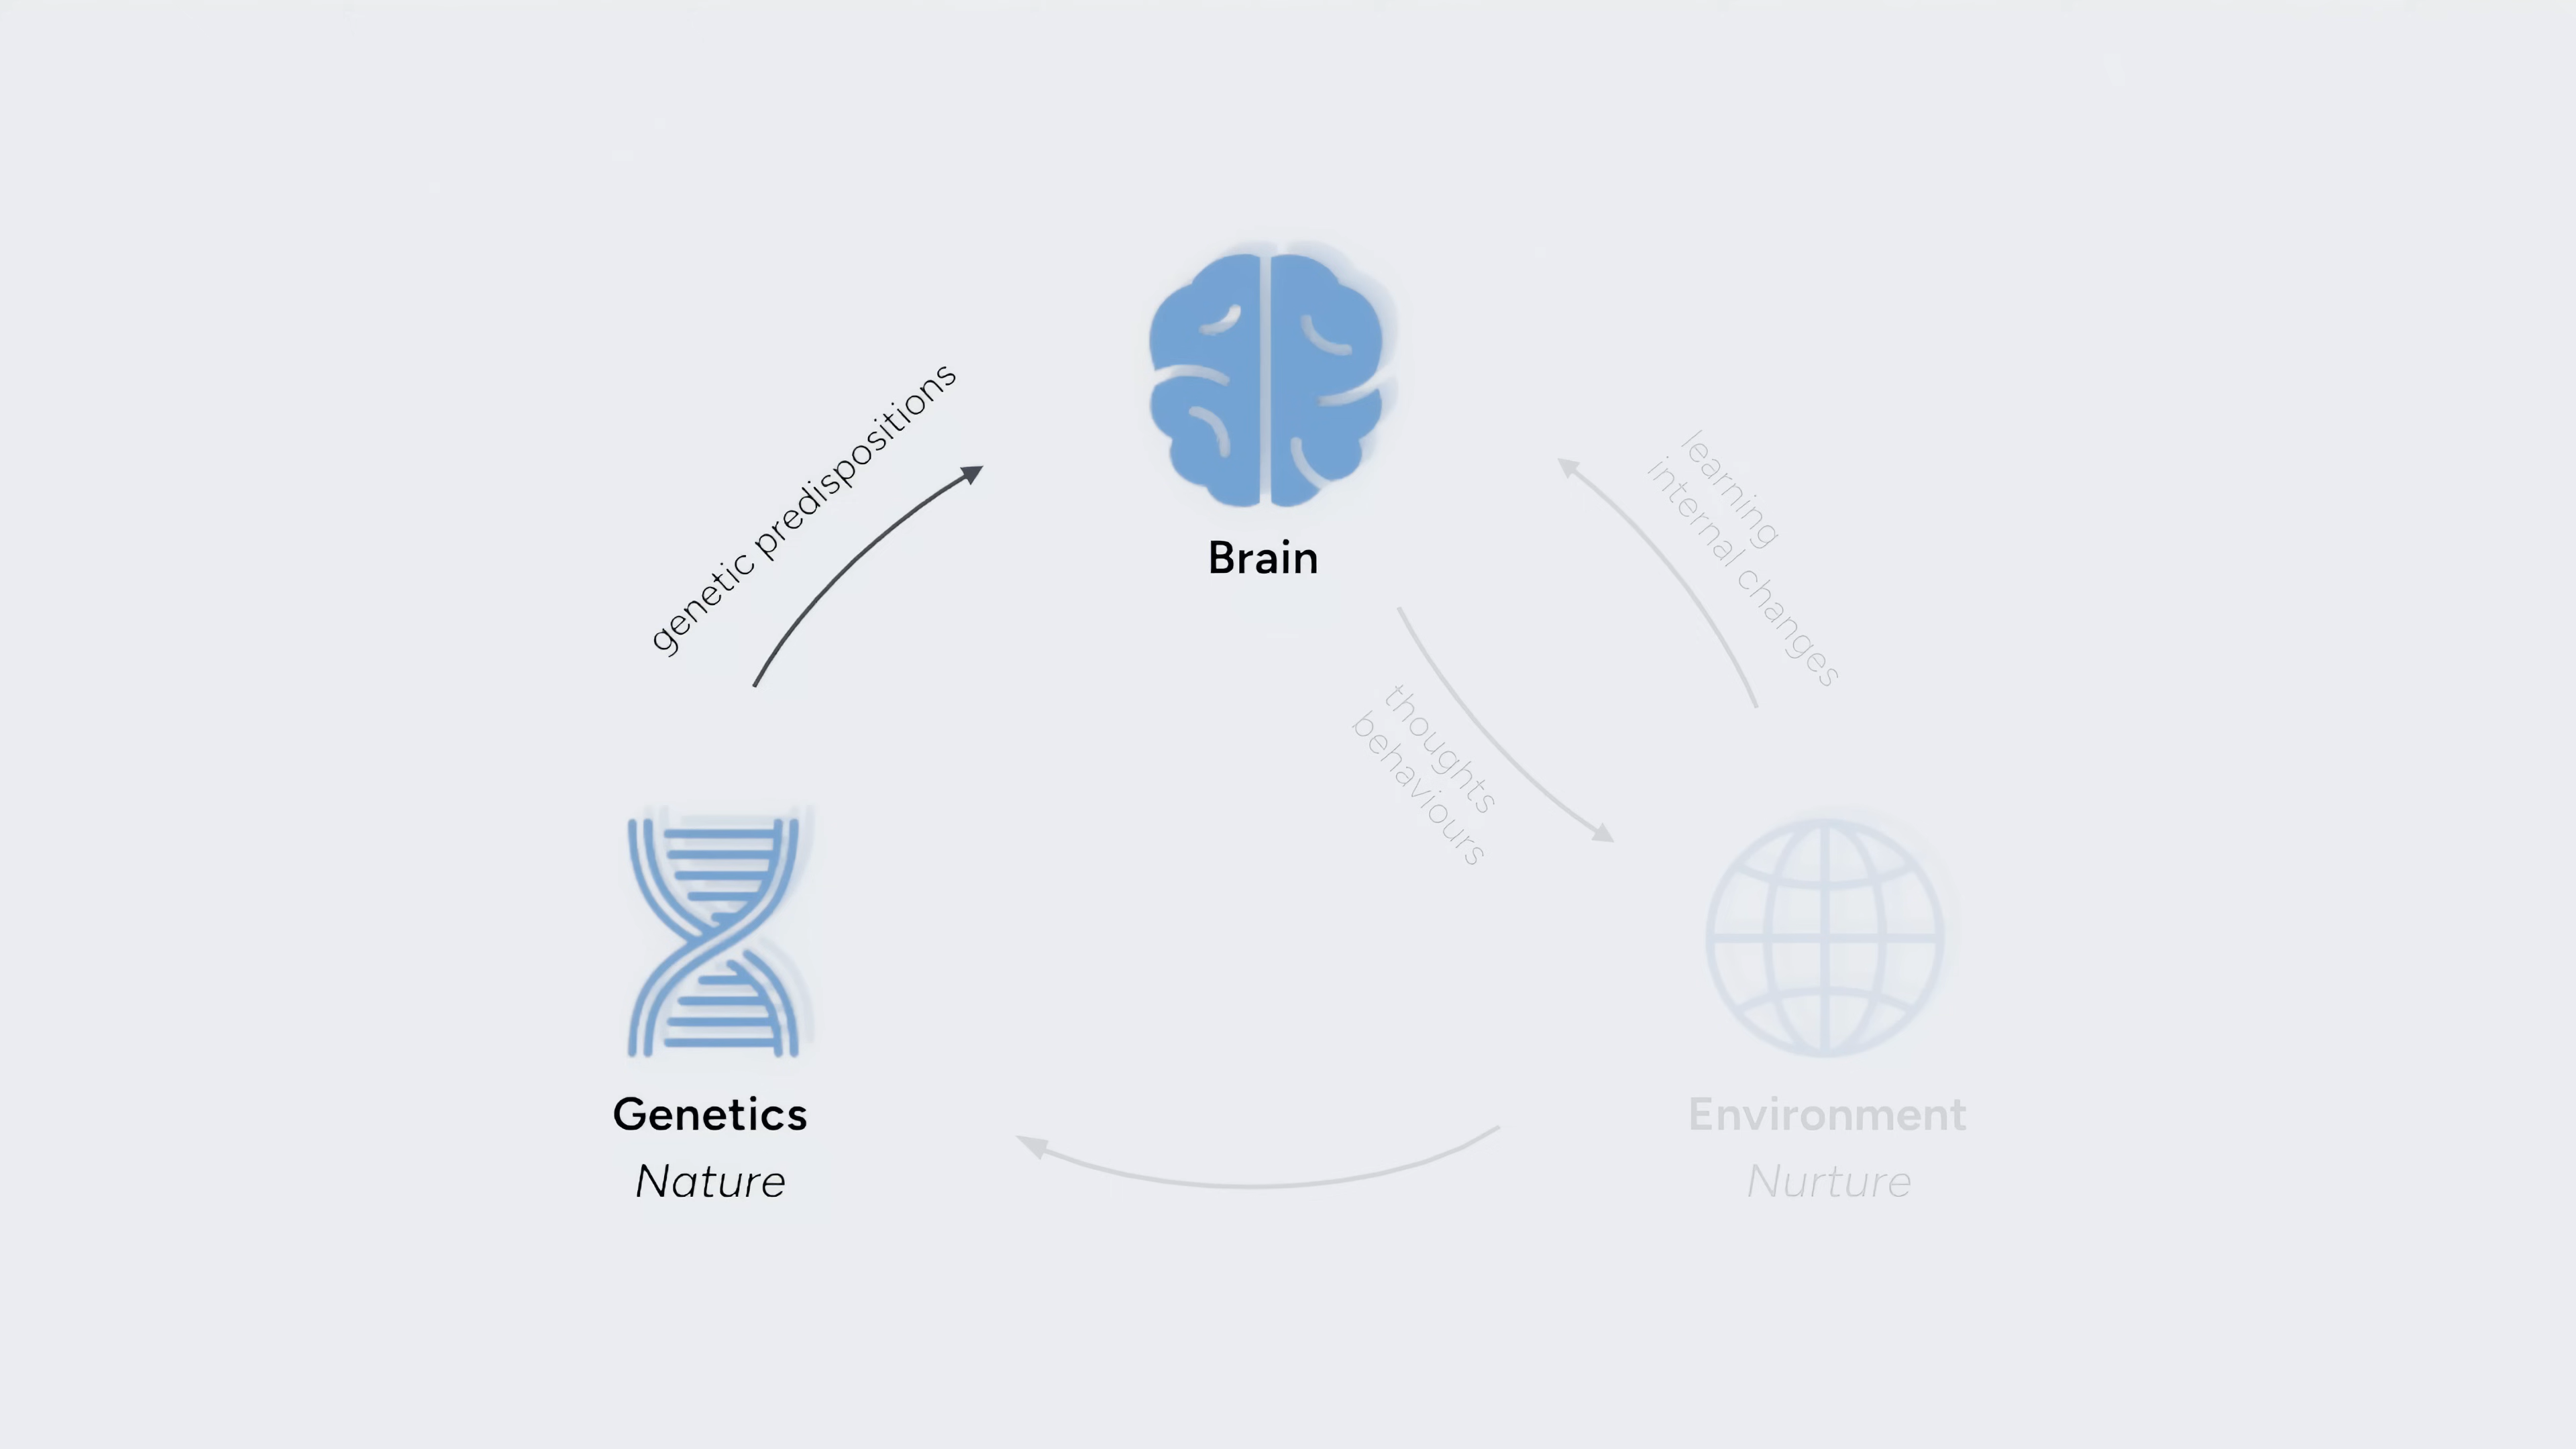 genetic predispositions
Brain
learning
internal changes
thoughts
behaviours
Genetics
Nature
Environment
Nurture